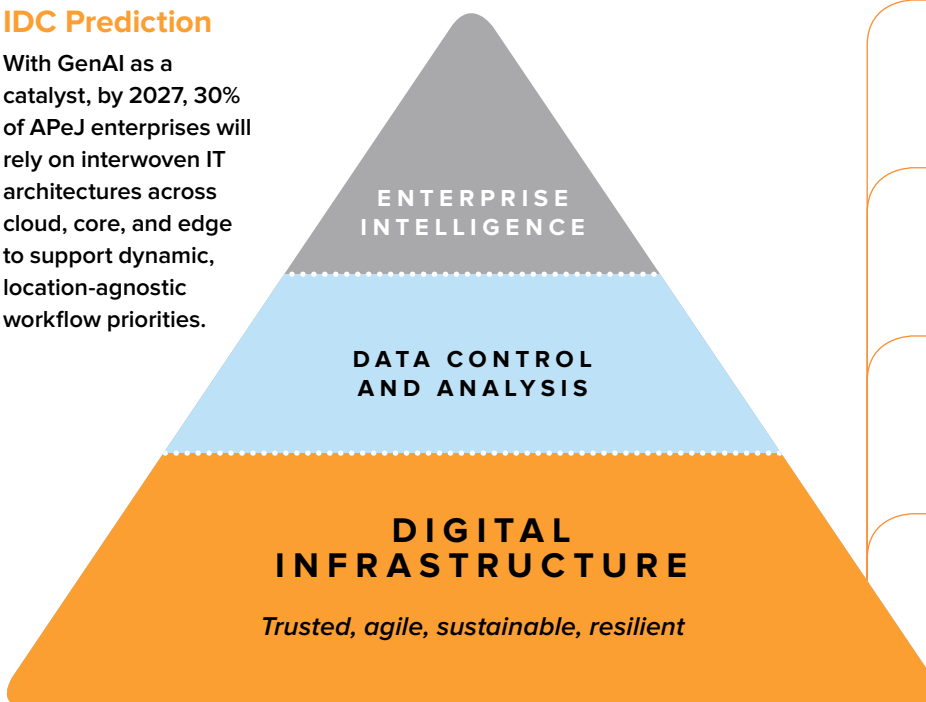 IDC Prediction
With GenAI as a
catalyst, by 2027, 30%
of APeJ enterprises will
rely on interwoven IT
architectures across
cloud, core, and edge
to support dynamic,
location-agnostic
workflow priorities.
ENTERPRISE
INTELLIGENCE
DATA CONTROL
AND ANALYSIS
DIGITAL
INFRASTRUCTURE
Trusted, agile, sustainable, resilient